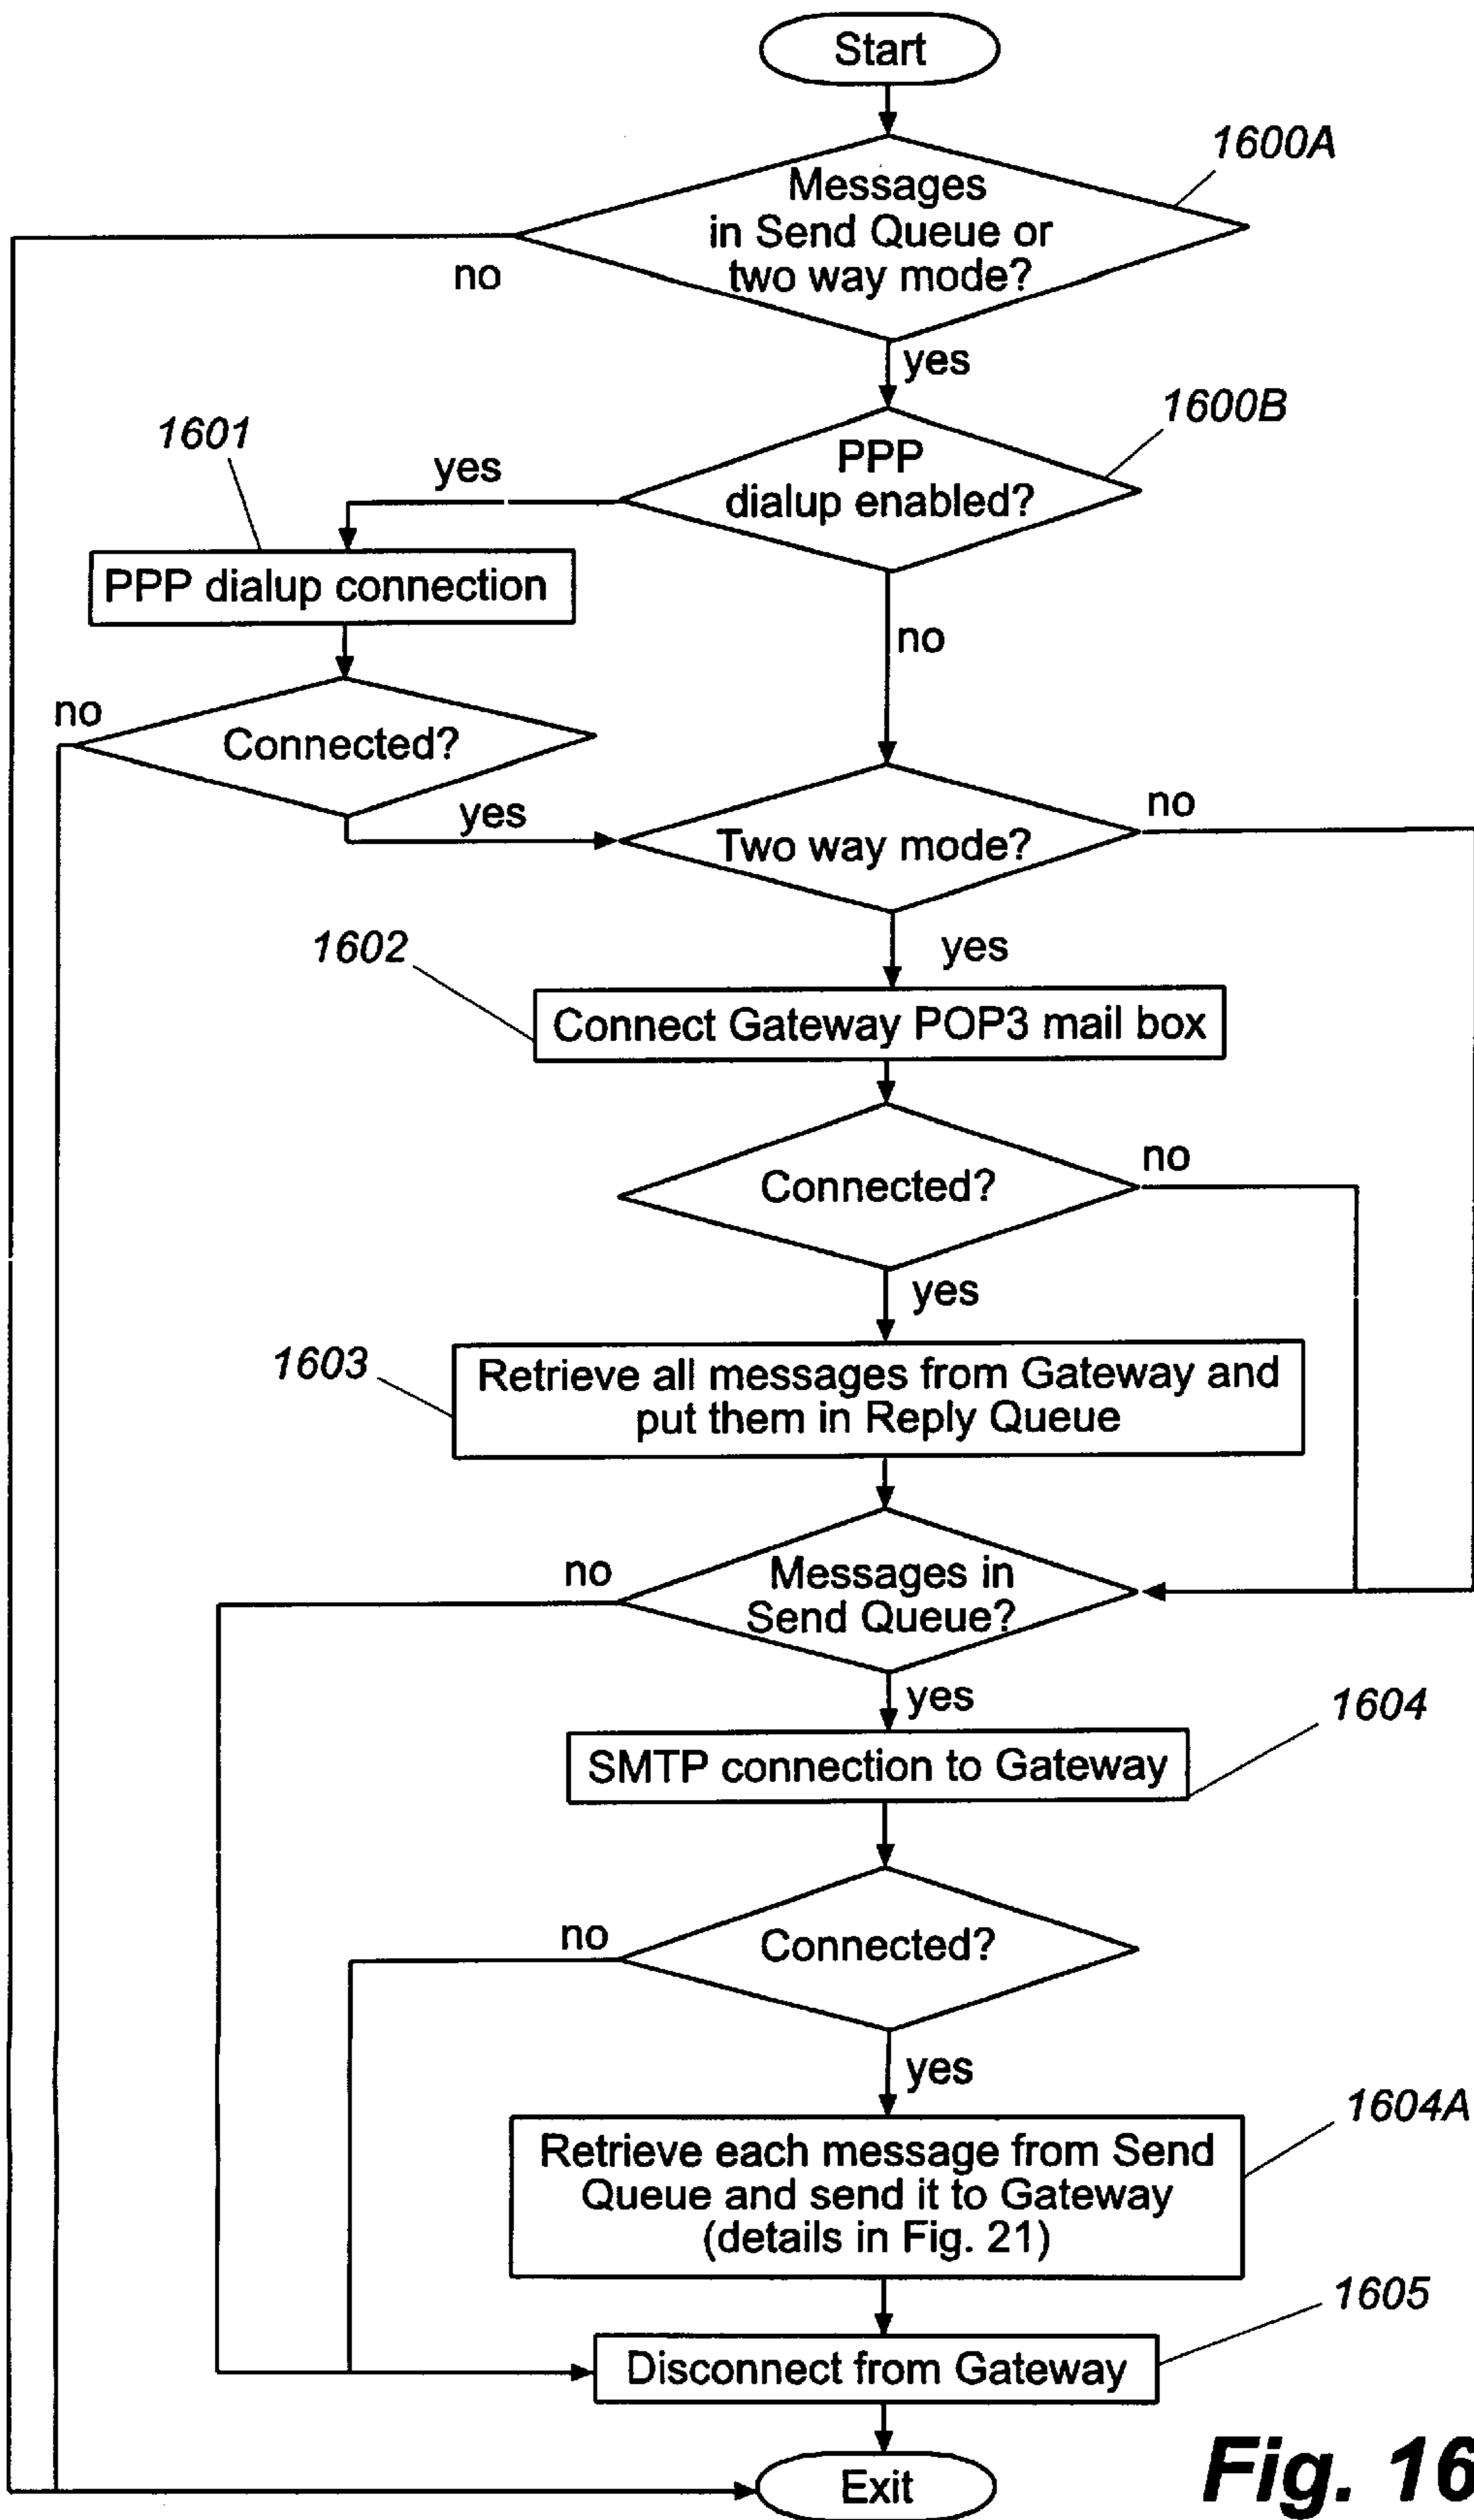 Start
1600A
Messages
in Send Queue or
two way mode?
no
yes
1600B
1601
yes
PPP
dialup enabled?
PPP dialup connection
no
no
Connected?
yes
Two way mode?
no
1602
yes
Connect Gateway POP3 mail box
Connected?
no
yes
1603
Retrieve all messages from Gateway and
put them in Reply Queue
no
Messages in
Send Queue?
yes
1604
SMTP connection to Gateway
no
Connected?
yes
1604A
Retrieve each message from Send
Queue and send it to Gateway
(details in Fig. 21)
1605
Disconnect from Gateway
Exit
Fig. 16